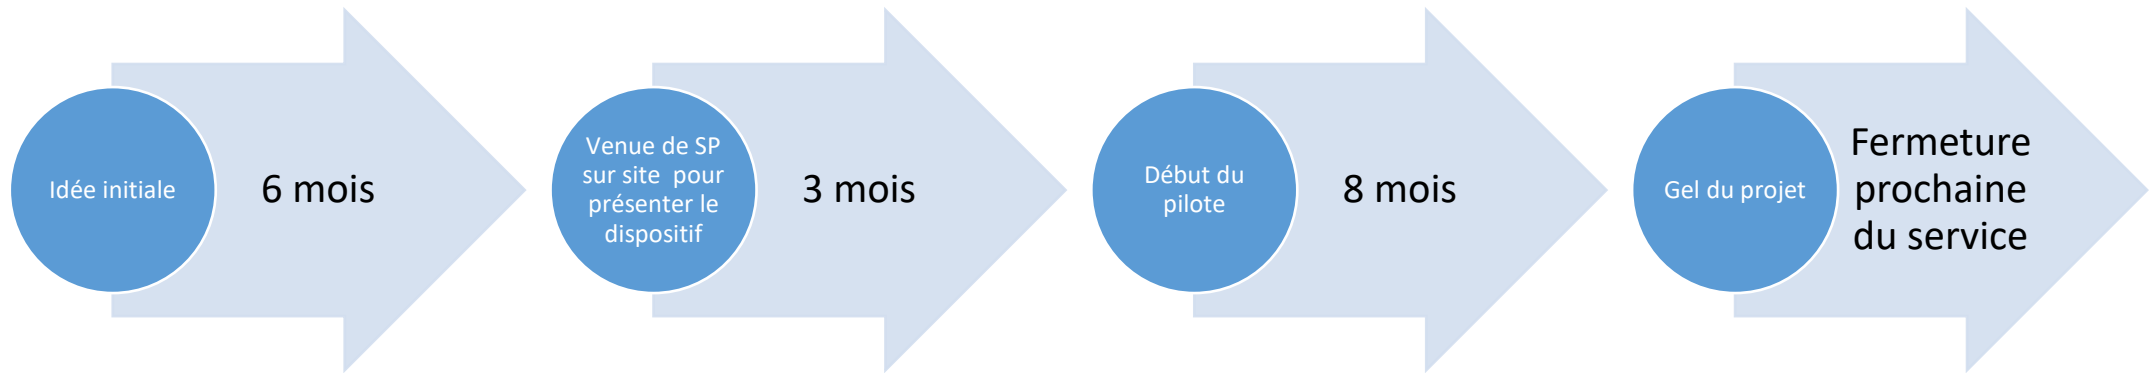 Idée initiale
6 mois
Venue de SP
sur site  pour
présenter le
dispositif
3 mois
Début du
pilote
8 mois
Gel du projet
Fermeture
prochaine
du service